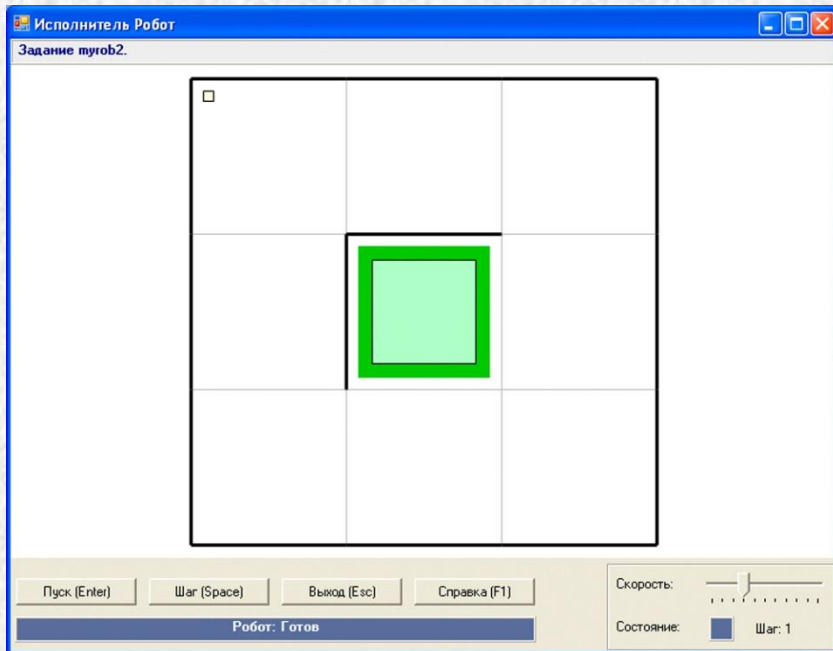 Исполнитель Робот
Задание myrob2.
Пуск (Enter)
Шаг (Space)
Выход (Esc)
Справка (F1)
Скорость:
Робот: Готов
Состояние:
Шаг: 1